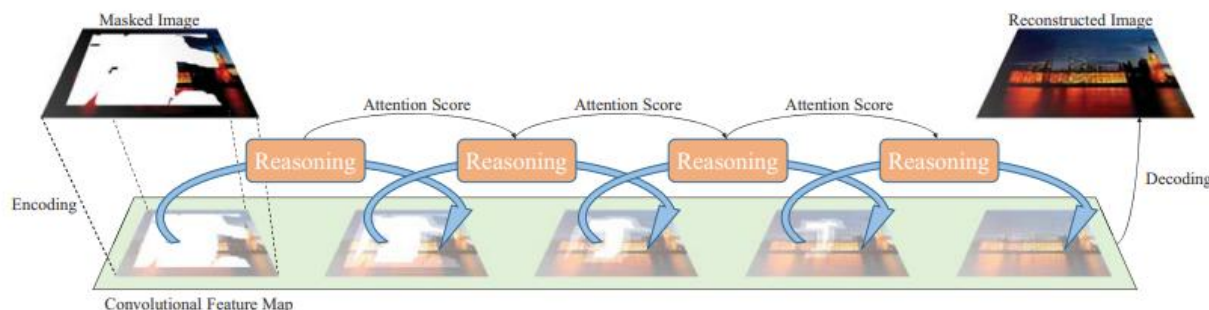 Masked Image
Reconstructed Image
Attention Score
Attention Score
Attention Score
Reasoning
Reasoning
Reasoning
Reasoning
Encoding
Decoding
Convolutional Feature Map